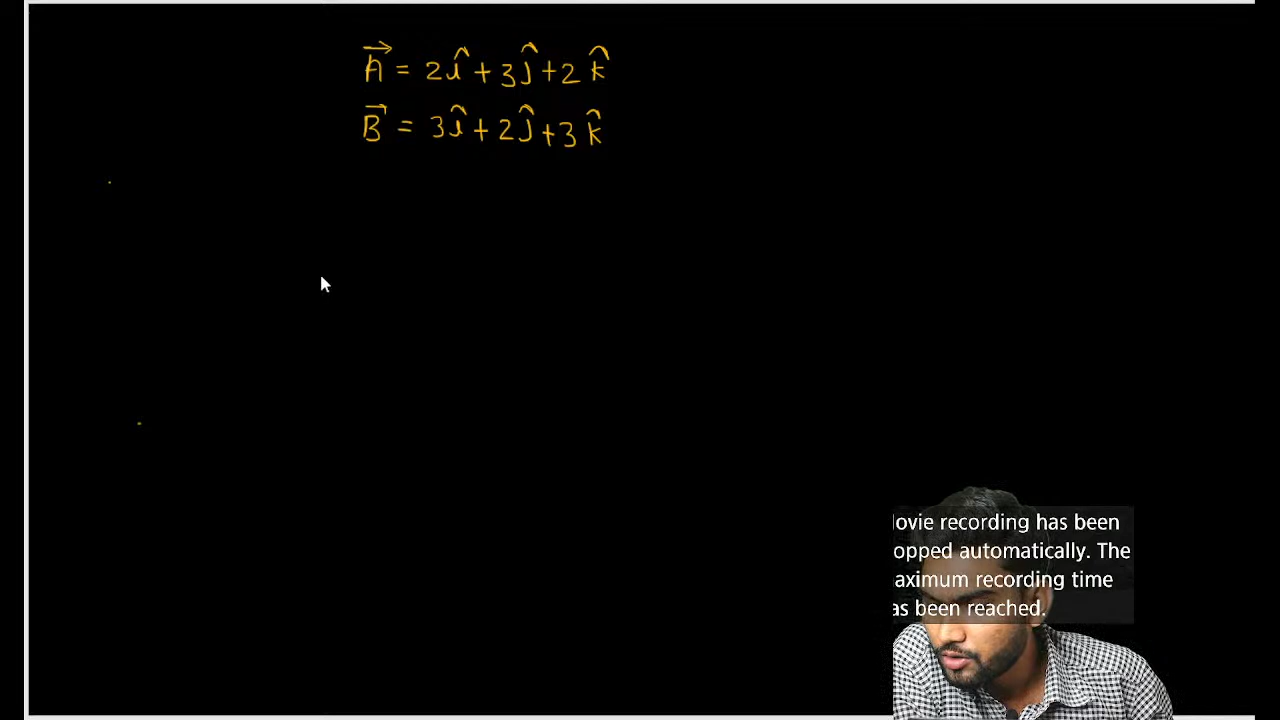 A⃗ = 2î + 3ĵ + 2k̂
B⃗ = 3î + 2ĵ + 3k̂
ovie recording has been
opped automatically. The
aximum recording time
as been reached.